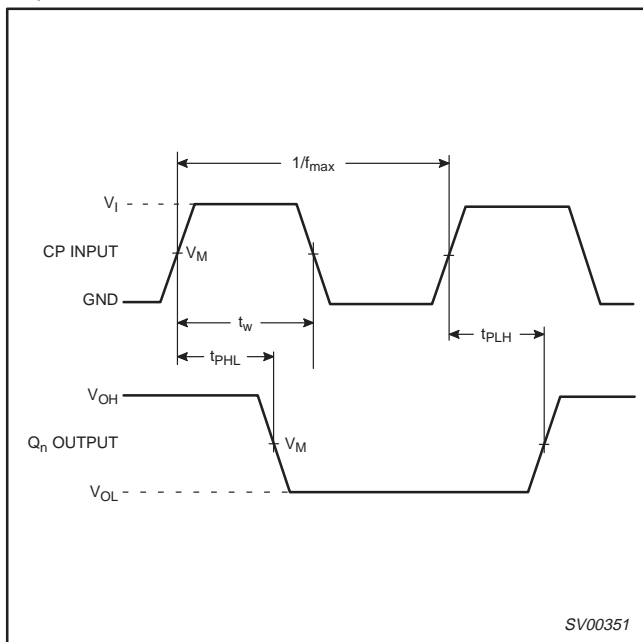 1/fmax
VI
CP INPUT
VM
GND
tw
tPHL
tPLH
VOH
Qn OUTPUT
VM
VOL
SV00351